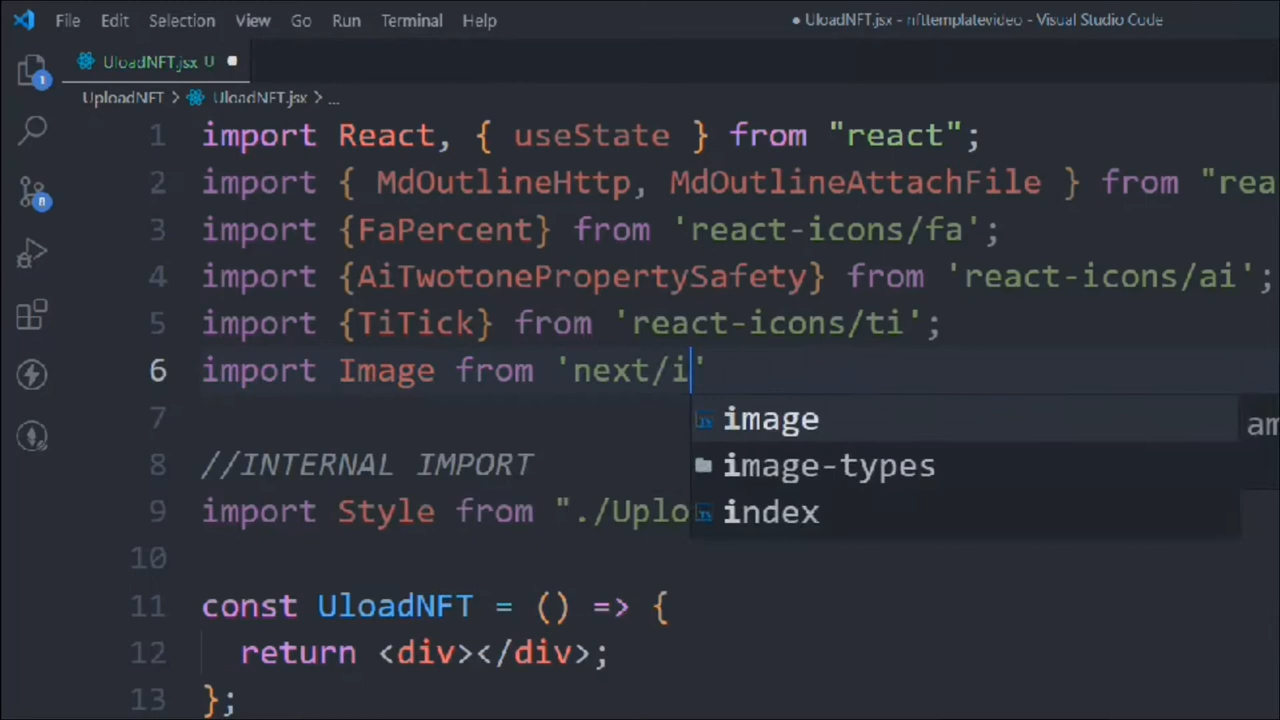 File Edit Selection View Go Run Terminal Help
● UloadNFT.jsx - nfttemplatevideo - Visual Studio Code
UloadNFT.jsx U ●
UploadNFT > UloadNFT.jsx > ...
1
1 import React, { useState } from "react";
2 import { MdOutlineHttp, MdOutlineAttachFile } from "rea
3 import {FaPercent} from 'react-icons/fa';
4 import {AiTwotonePropertySafety} from 'react-icons/ai';
5 import {TiTick} from 'react-icons/ti';
6 import Image from 'next/i'
7
image
am
image-types
index
8 //INTERNAL IMPORT
9 import Style from "./Uplo
10
11 const UloadNFT = () => {
12 return <div></div>;
13 };